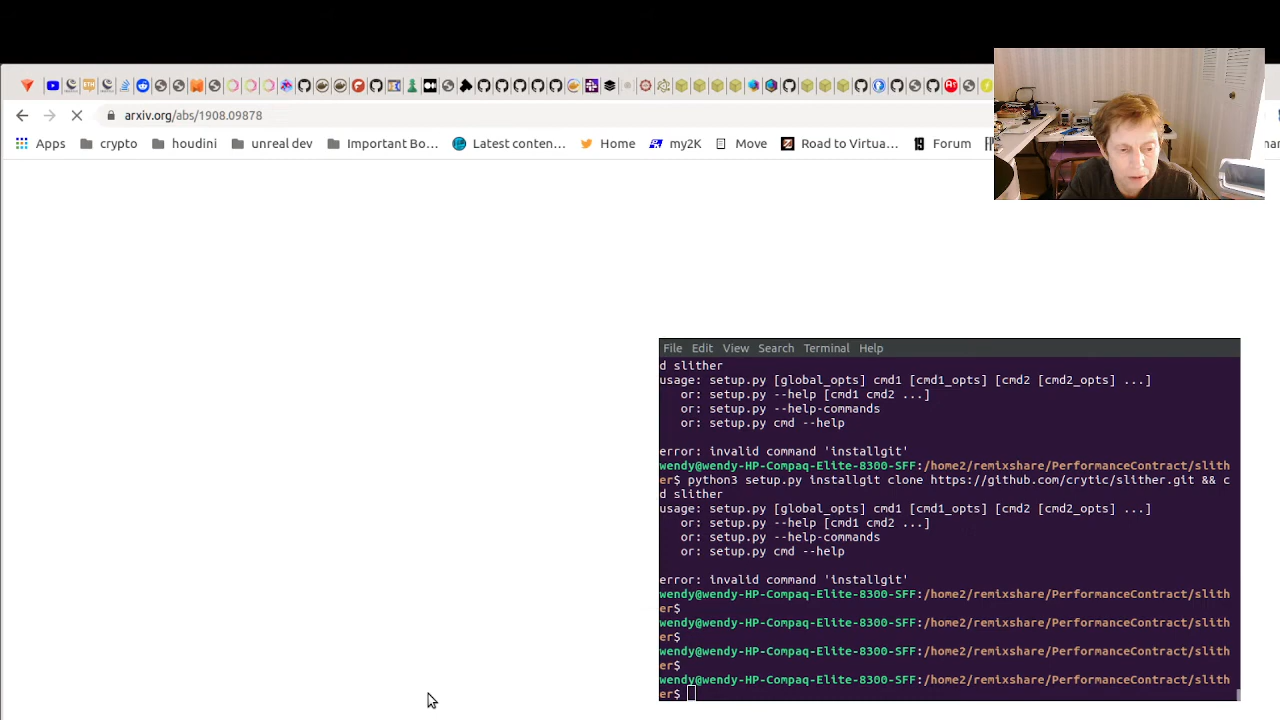 arxiv.org/abs/1908.09878
Apps crypto houdini unreal dev Important Bo... Latest conten... Home my2K Move Road to Virtua... Forum
File Edit View Search Terminal Help
d slither
usage: setup.py [global_opts] cmd1 [cmd1_opts] [cmd2 [cmd2_opts] ...]
or: setup.py --help [cmd1 cmd2 ...]
or: setup.py --help-commands
or: setup.py cmd --help
error: invalid command 'installgit'
wendy@wendy-HP-Compaq-Elite-8300-SFF:/home2/remixshare/PerformanceContract/slith
er$ python3 setup.py installgit clone https://github.com/crytic/slither.git && c
d slither
usage: setup.py [global_opts] cmd1 [cmd1_opts] [cmd2 [cmd2_opts] ...]
or: setup.py --help [cmd1 cmd2 ...]
or: setup.py --help-commands
or: setup.py cmd --help
error: invalid command 'installgit'
wendy@wendy-HP-Compaq-Elite-8300-SFF:/home2/remixshare/PerformanceContract/slith
er$
wendy@wendy-HP-Compaq-Elite-8300-SFF:/home2/remixshare/PerformanceContract/slith
er$
wendy@wendy-HP-Compaq-Elite-8300-SFF:/home2/remixshare/PerformanceContract/slith
er$
wendy@wendy-HP-Compaq-Elite-8300-SFF:/home2/remixshare/PerformanceContract/slith
er$